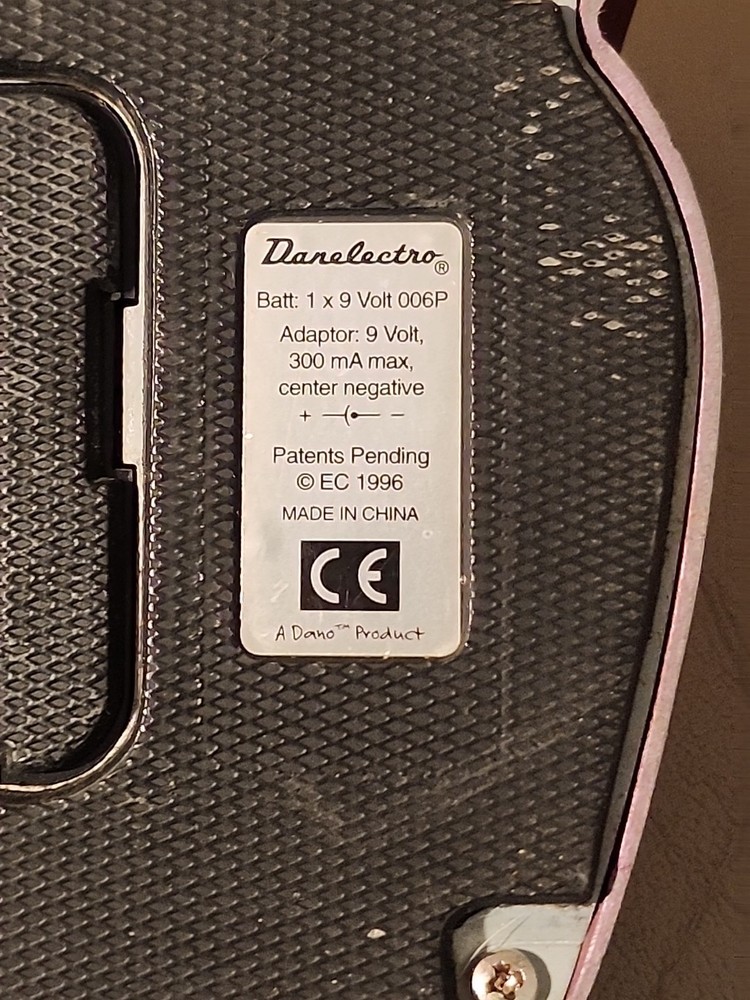 Danelectro®
Batt: 1 x 9 Volt 006P
Adaptor: 9 Volt,
300 mA max,
center negative
+ −
Patents Pending
© EC 1996
MADE IN CHINA
CE
A Dano™ Product